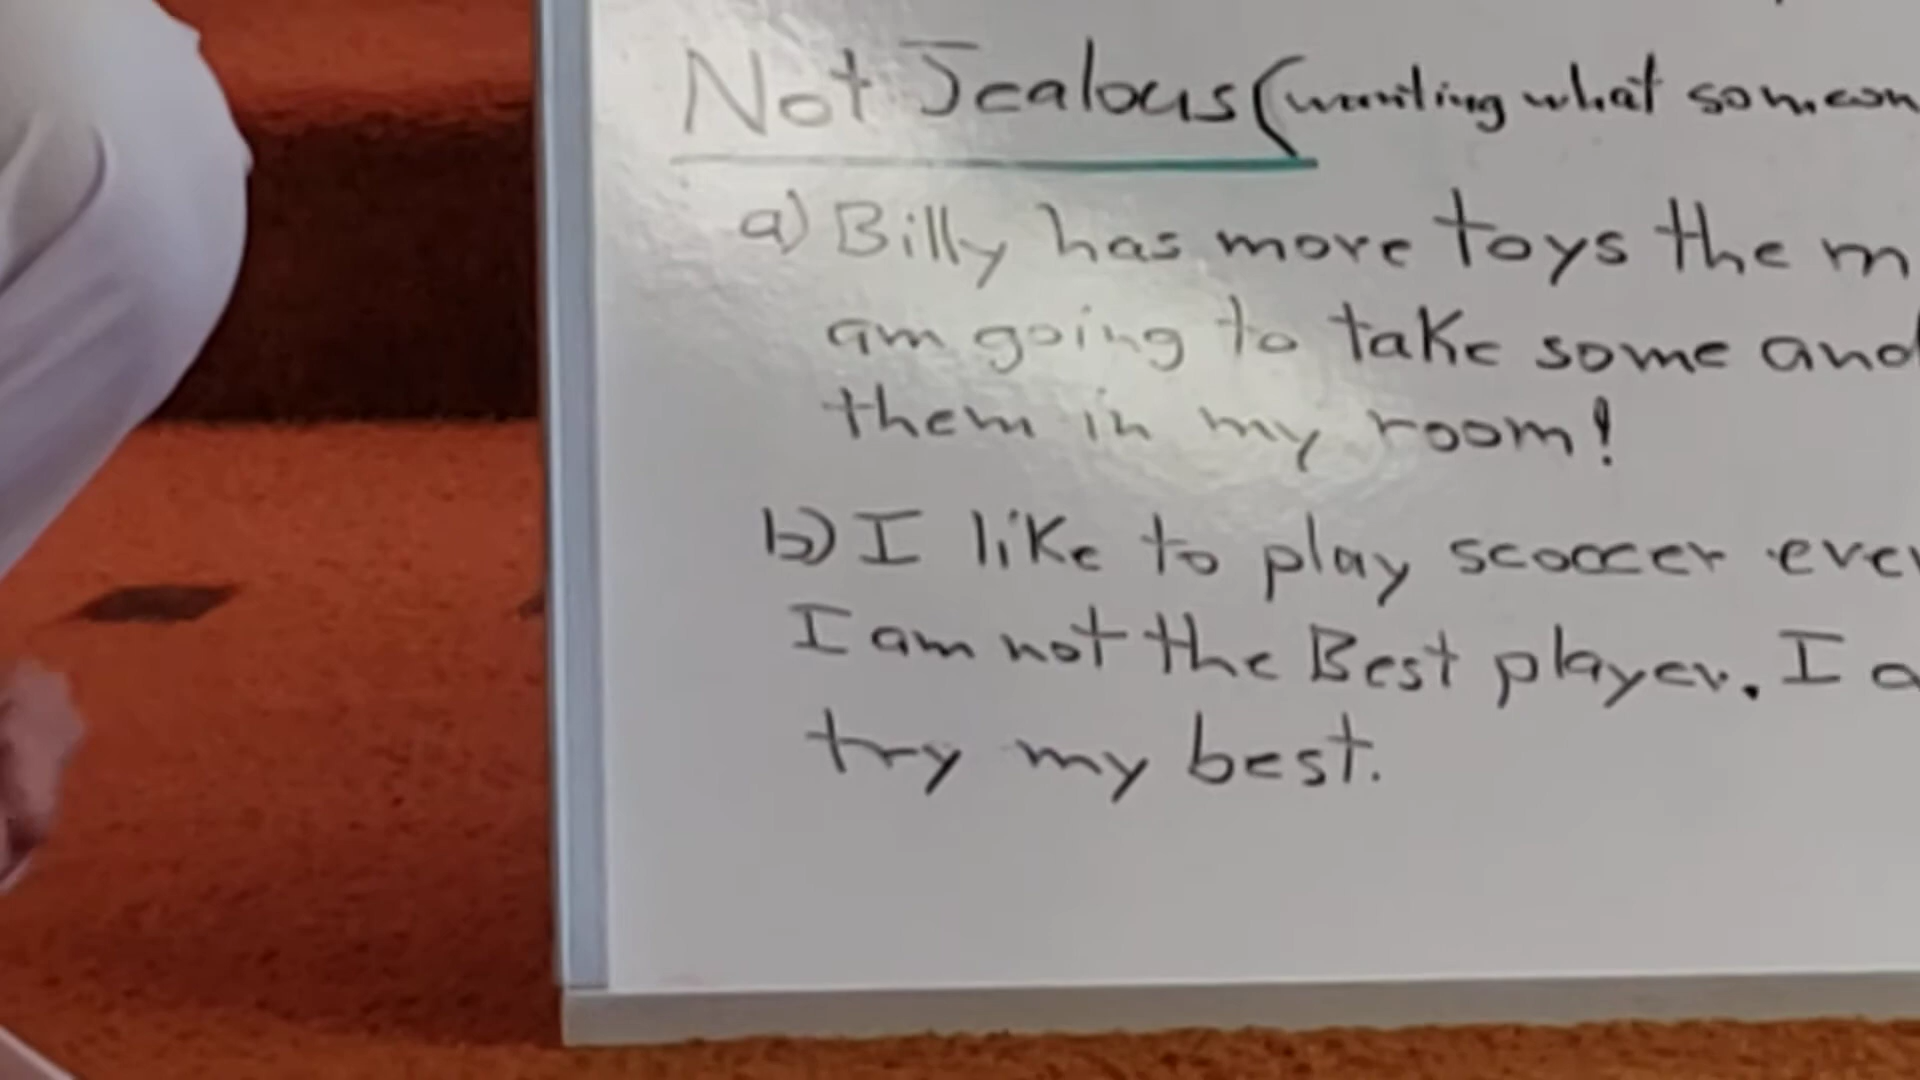 Not Jealous (wanting what someon
a) Billy has more toys the m
am going to take some and
them in my room!
b) I like to play scoccer ever
I am not the Best player. I a
try my best.